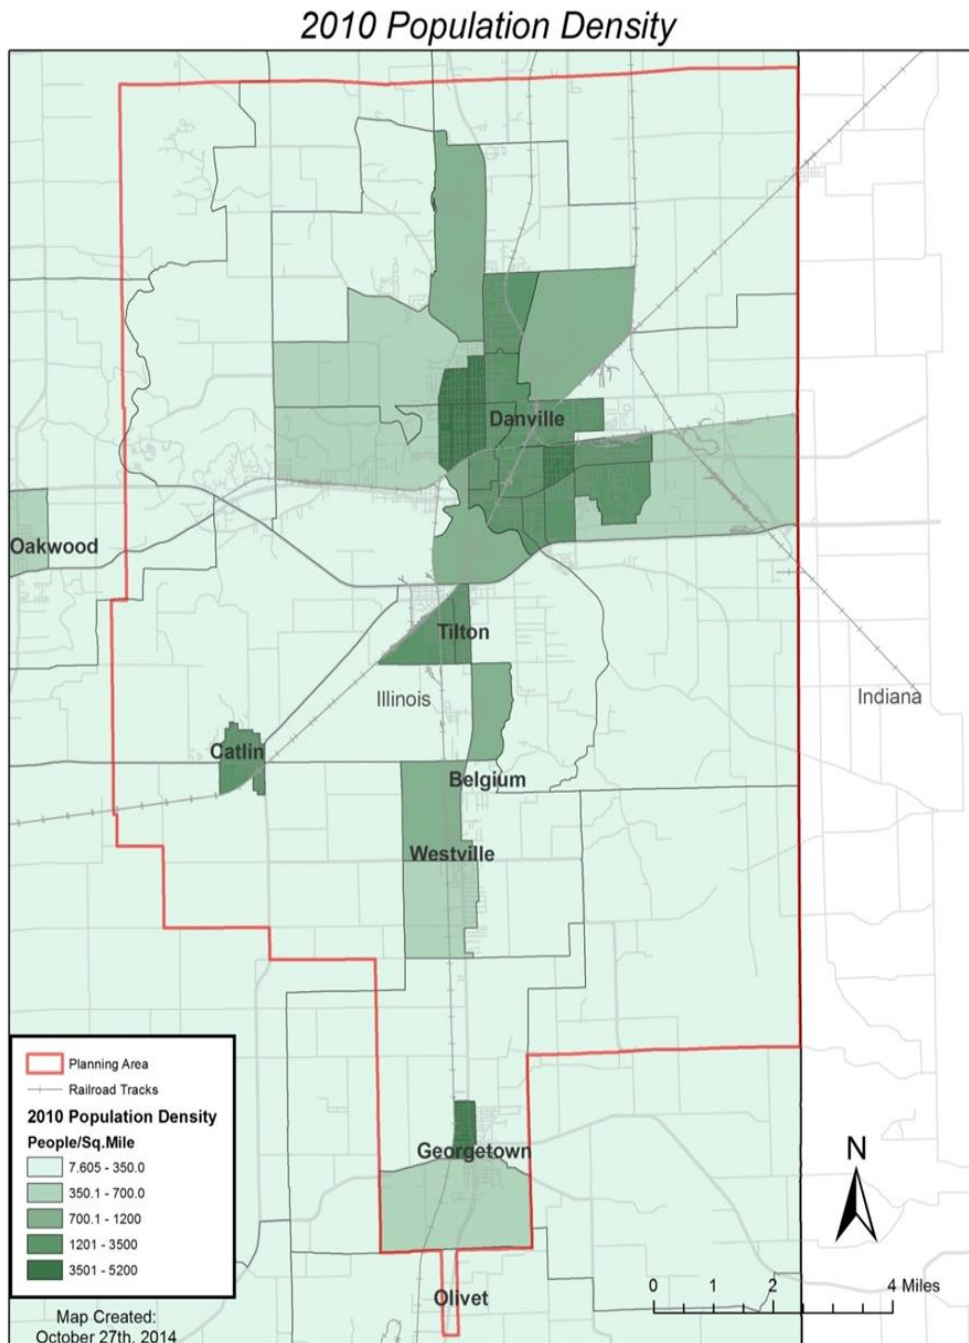 2010 Population Density
Danville
Oakwood
Tilton
Illinois
Indiana
Catlin
Belgium
Westville
Planning Area
Railroad Tracks
2010 Population Density
People/Sq.Mile
7.605 - 350.0
350.1 - 700.0
700.1 - 1200
1201 - 3500
3501 - 5200
Georgetown
N
0 1 2 4 Miles
Olivet
Map Created:
October 27th, 2014